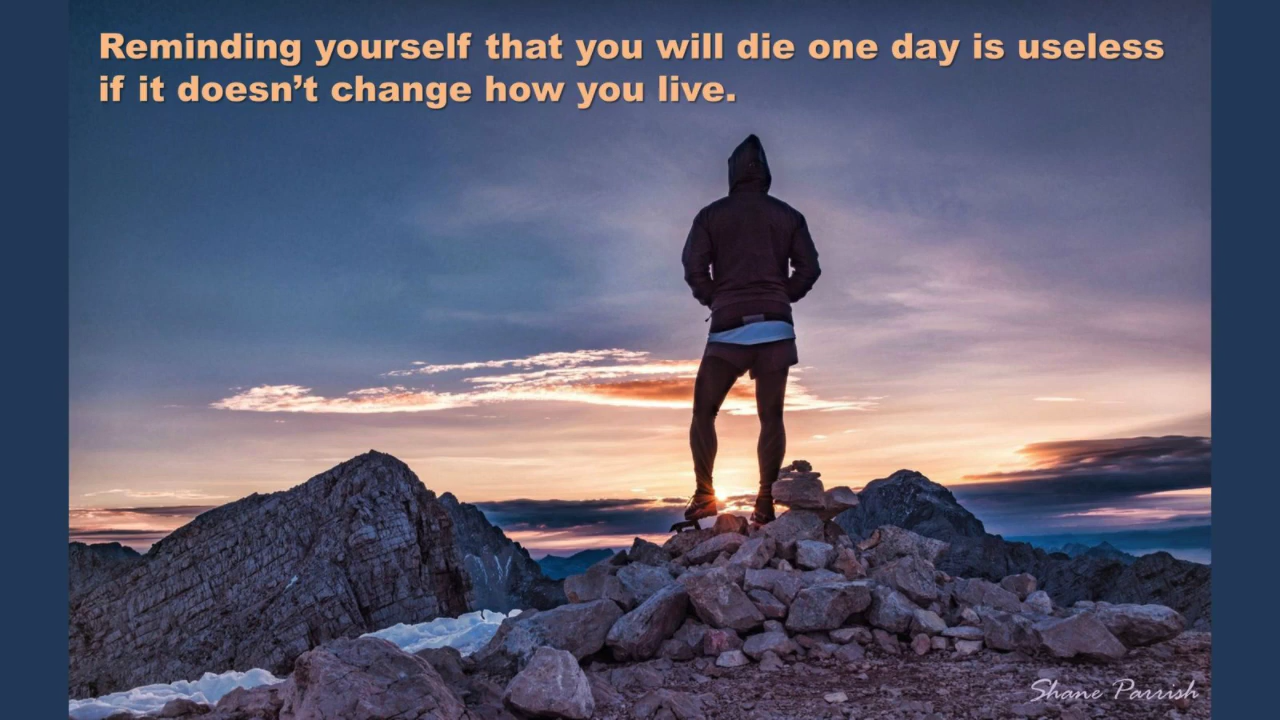 Reminding yourself that you will die one day is useless
if it doesn’t change how you live.
Shane Parrish